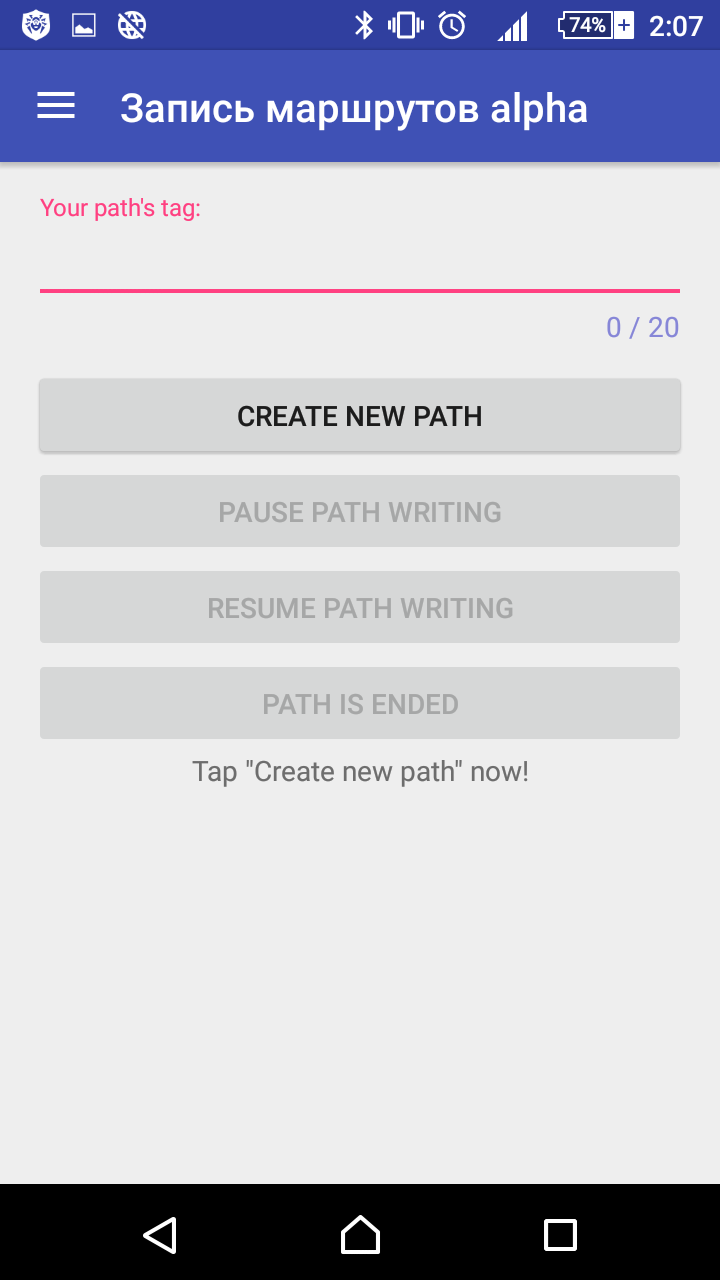 74% 2:07
Запись маршрутов alpha
Your path's tag:
0 / 20
CREATE NEW PATH
PAUSE PATH WRITING
RESUME PATH WRITING
PATH IS ENDED
Tap "Create new path" now!